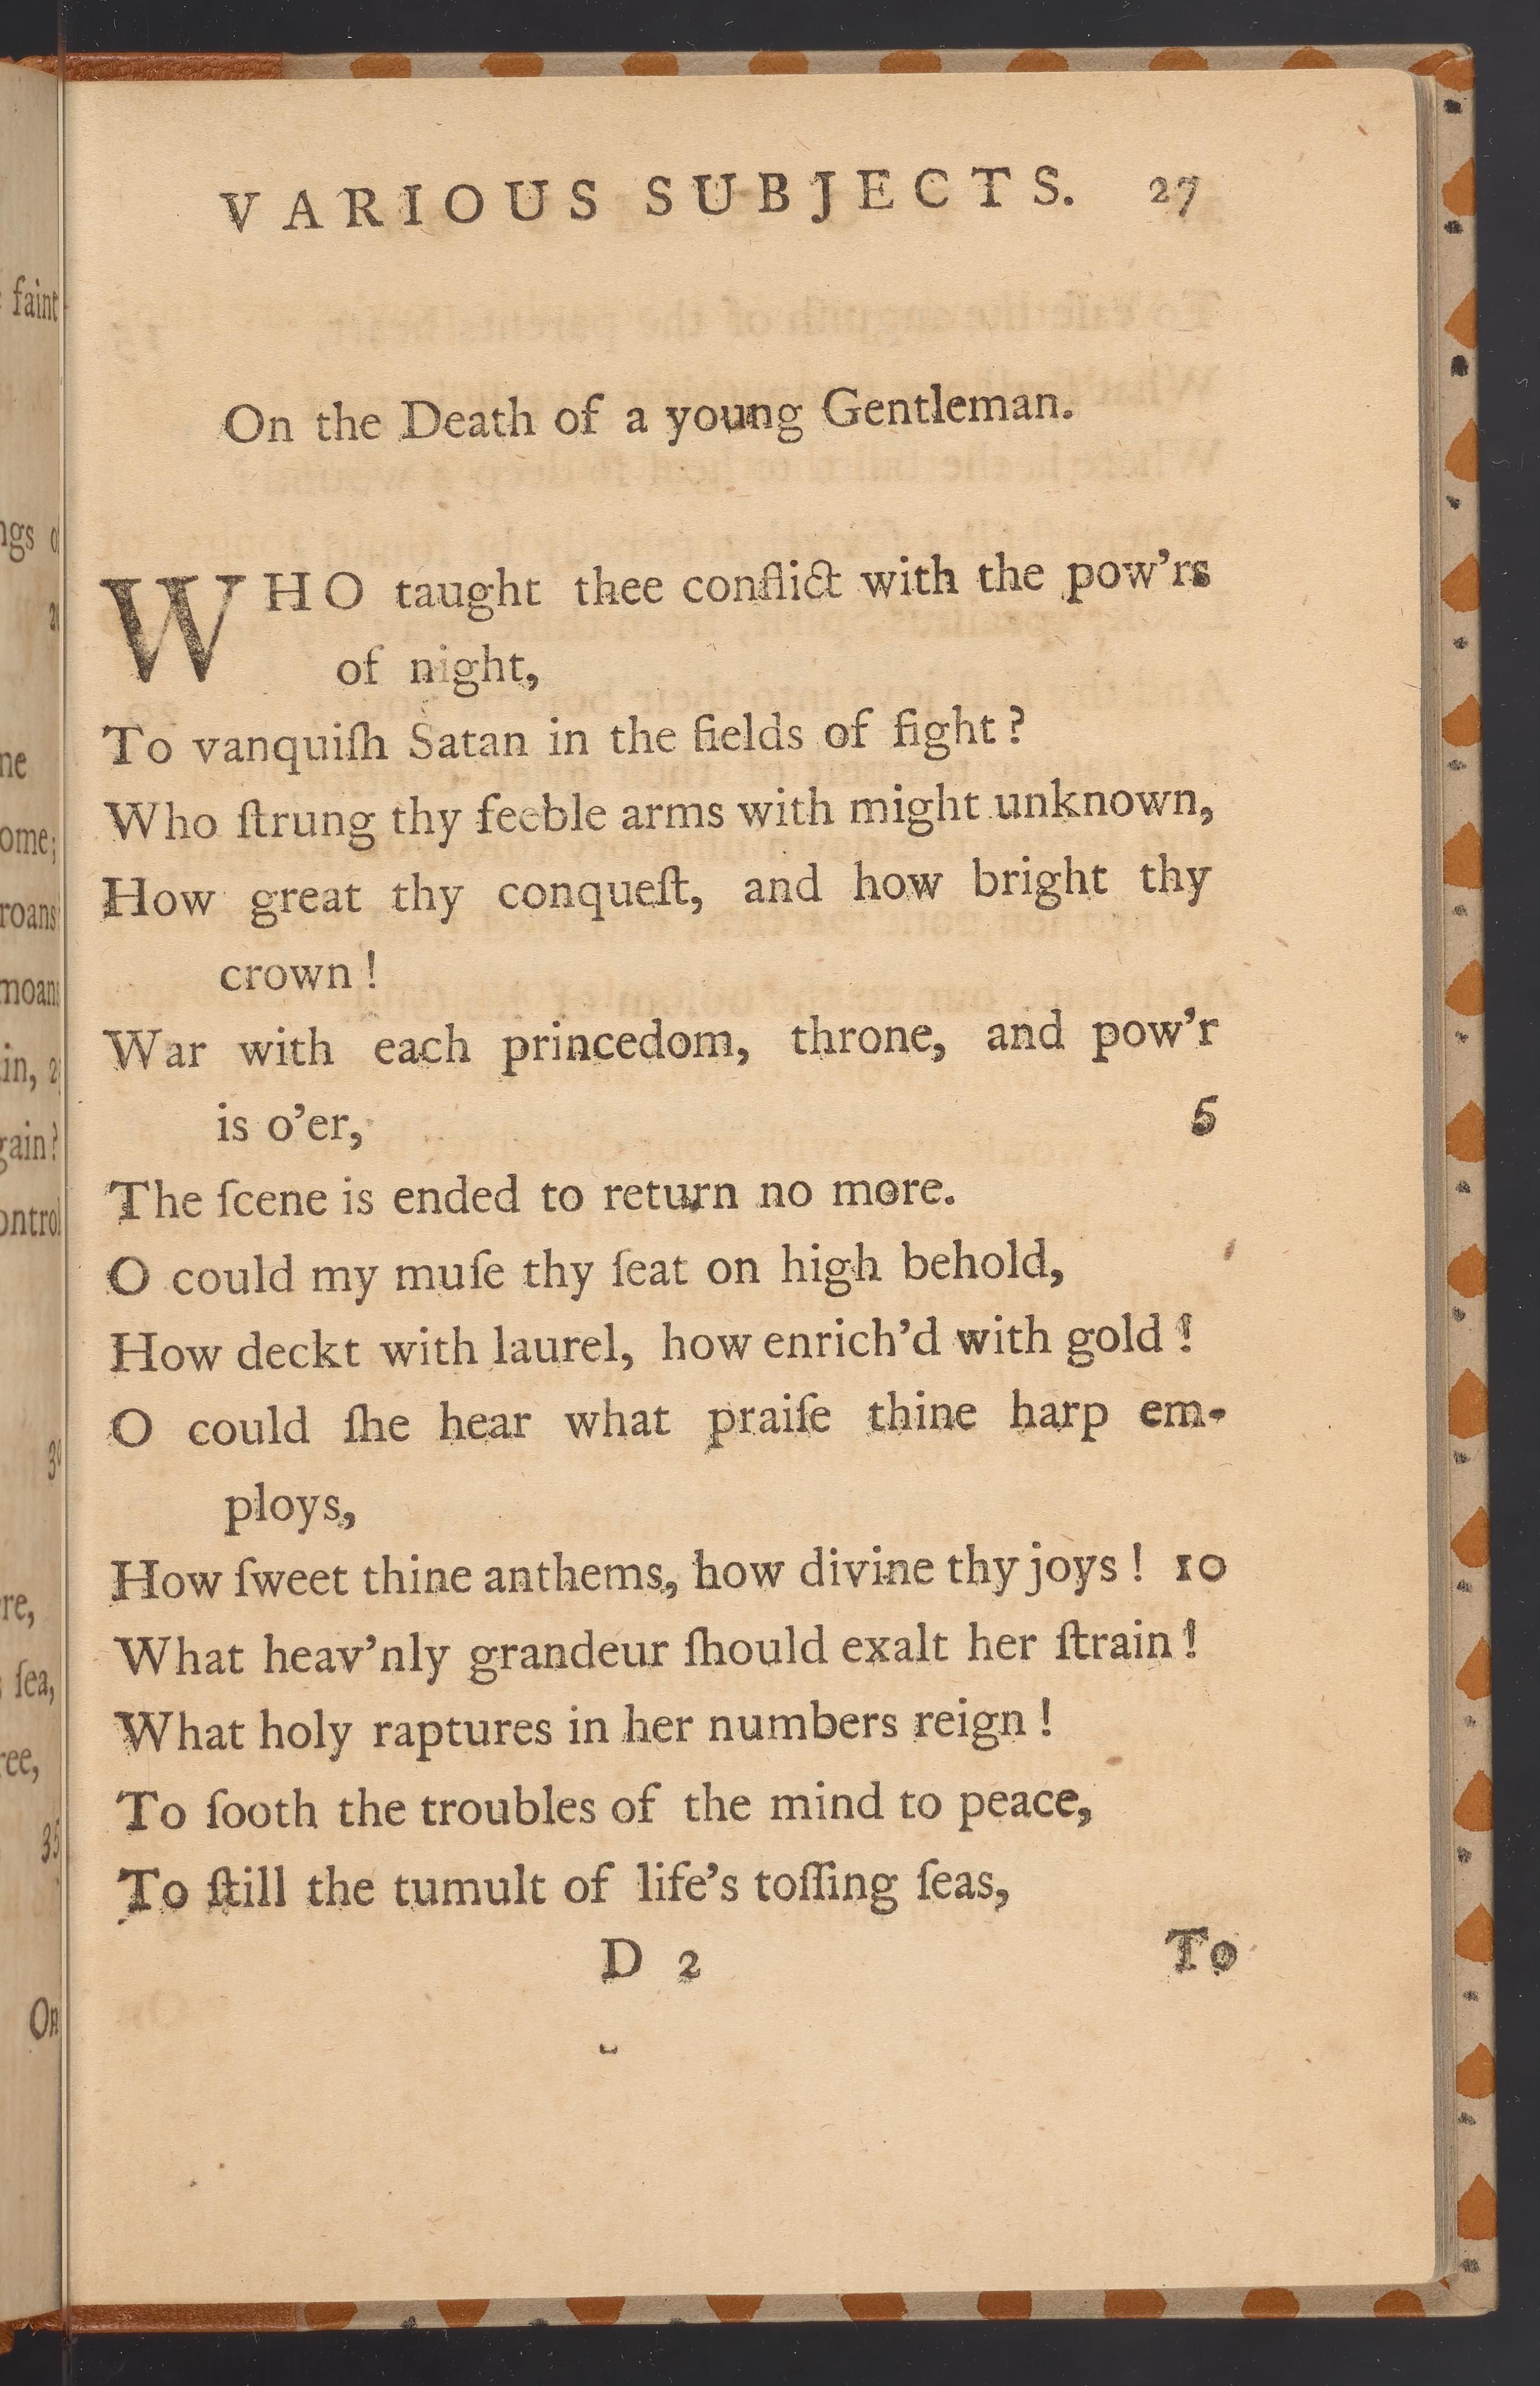 VARIOUS SUBJECTS. 27
On the Death of a young Gentleman.
WHO taught thee conflict with the pow'rs
of night,
To vanquiſh Satan in the fields of fight?
Who ſtrung thy feeble arms with might unknown,
How great thy conqueſt, and how bright thy
crown!
War with each princedom, throne, and pow'r
is o'er, 5
The ſcene is ended to return no more.
O could my muſe thy ſeat on high behold,
How deckt with laurel, how enrich'd with gold!
O could ſhe hear what praiſe thine harp em-
ploys,
How ſweet thine anthems, how divine thy joys! 10
What heav'nly grandeur ſhould exalt her ſtrain!
What holy raptures in her numbers reign!
To ſooth the troubles of the mind to peace,
To ſtill the tumult of life's toſſing ſeas,
D 2 To